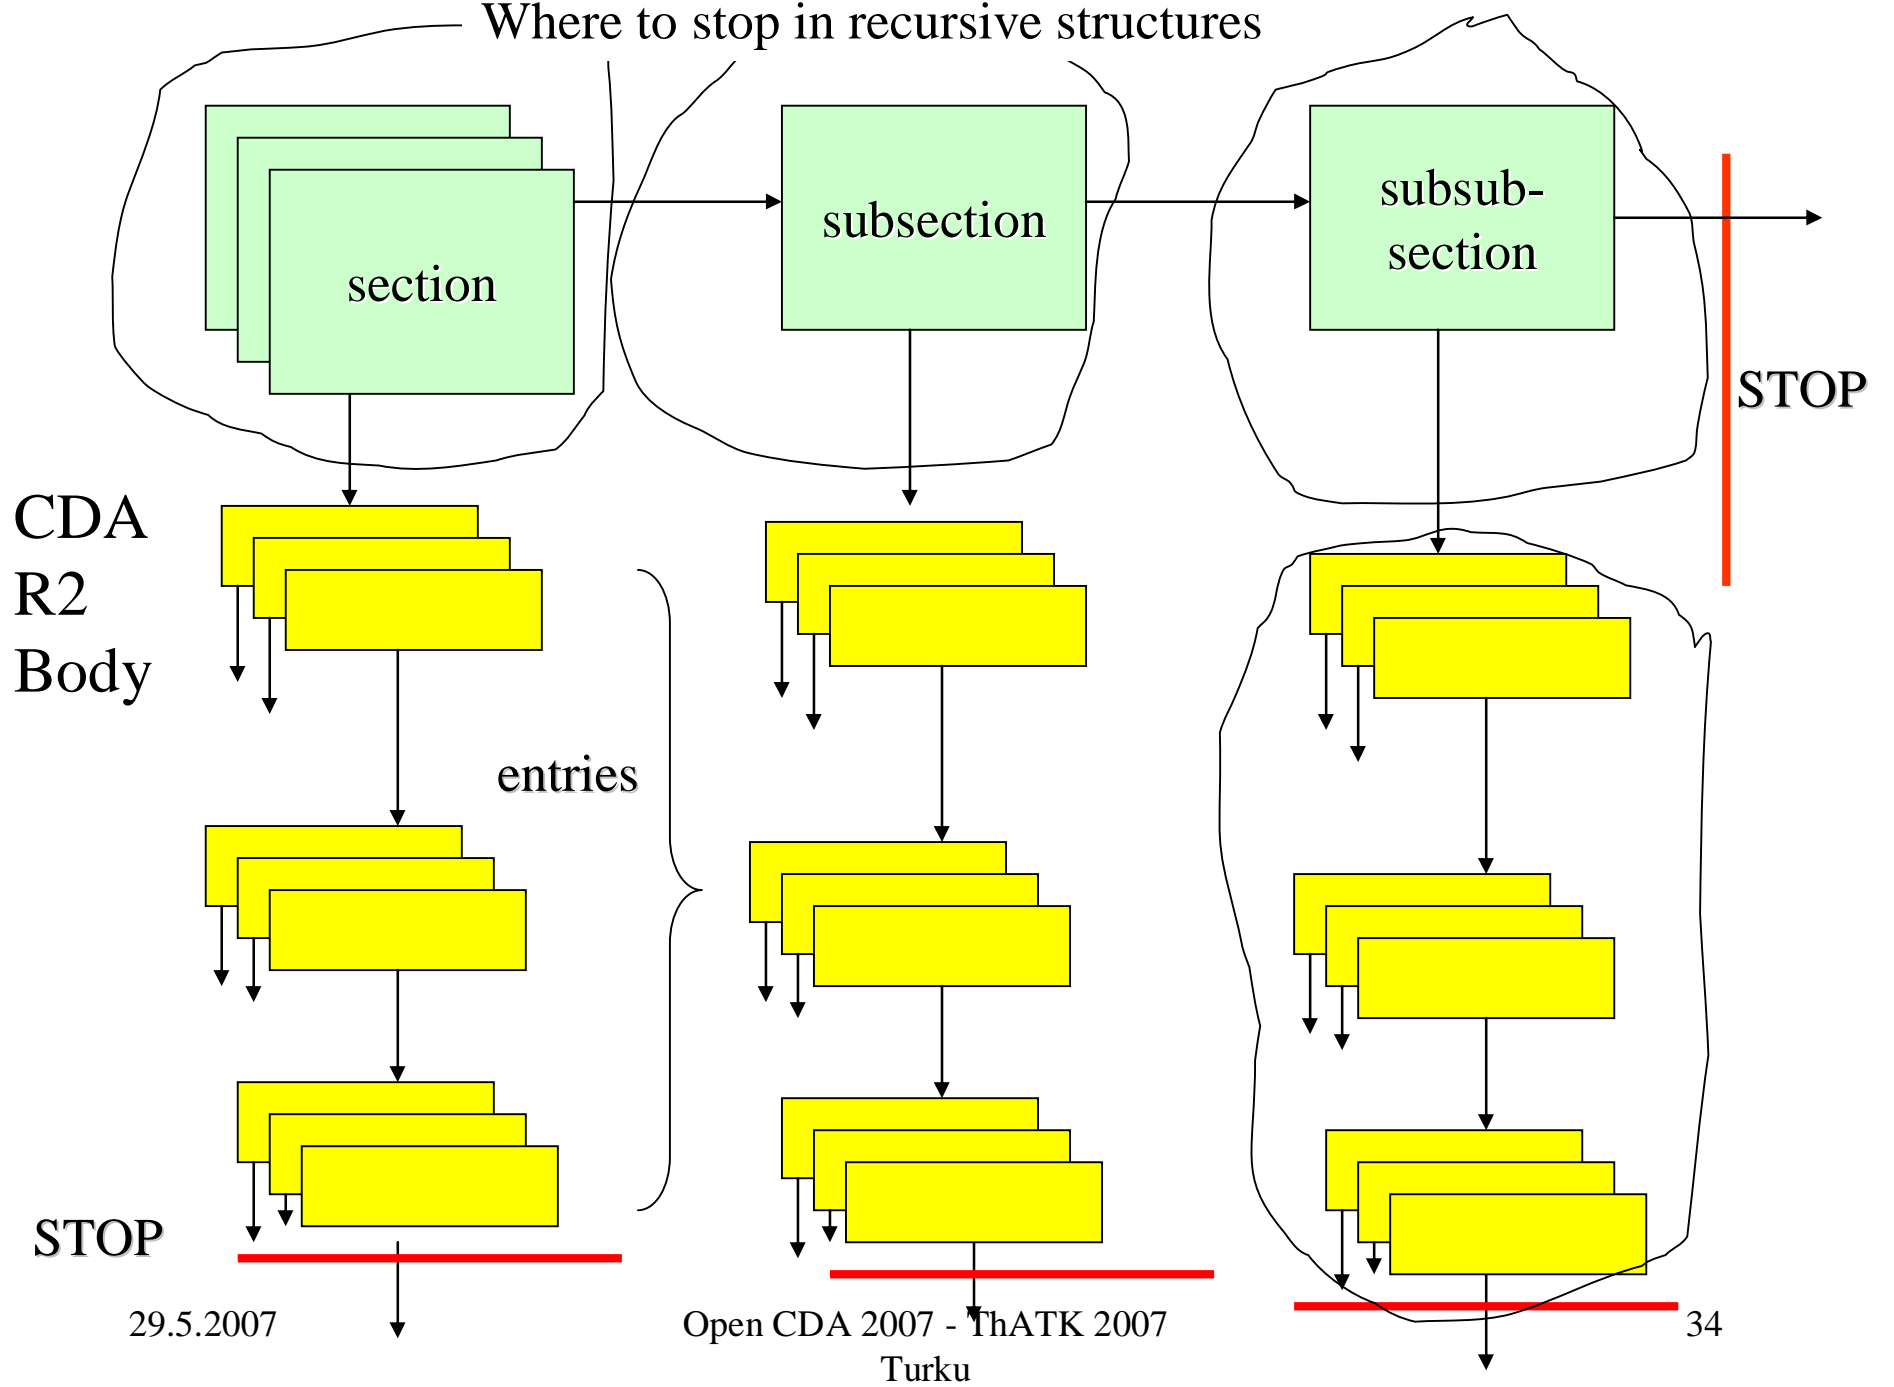 Where to stop in recursive structures
section
subsection
subsub-
section
STOP
CDA
R2
Body
entries
STOP
29.5.2007
Open CDA 2007 - ThATK 2007
Turku
34